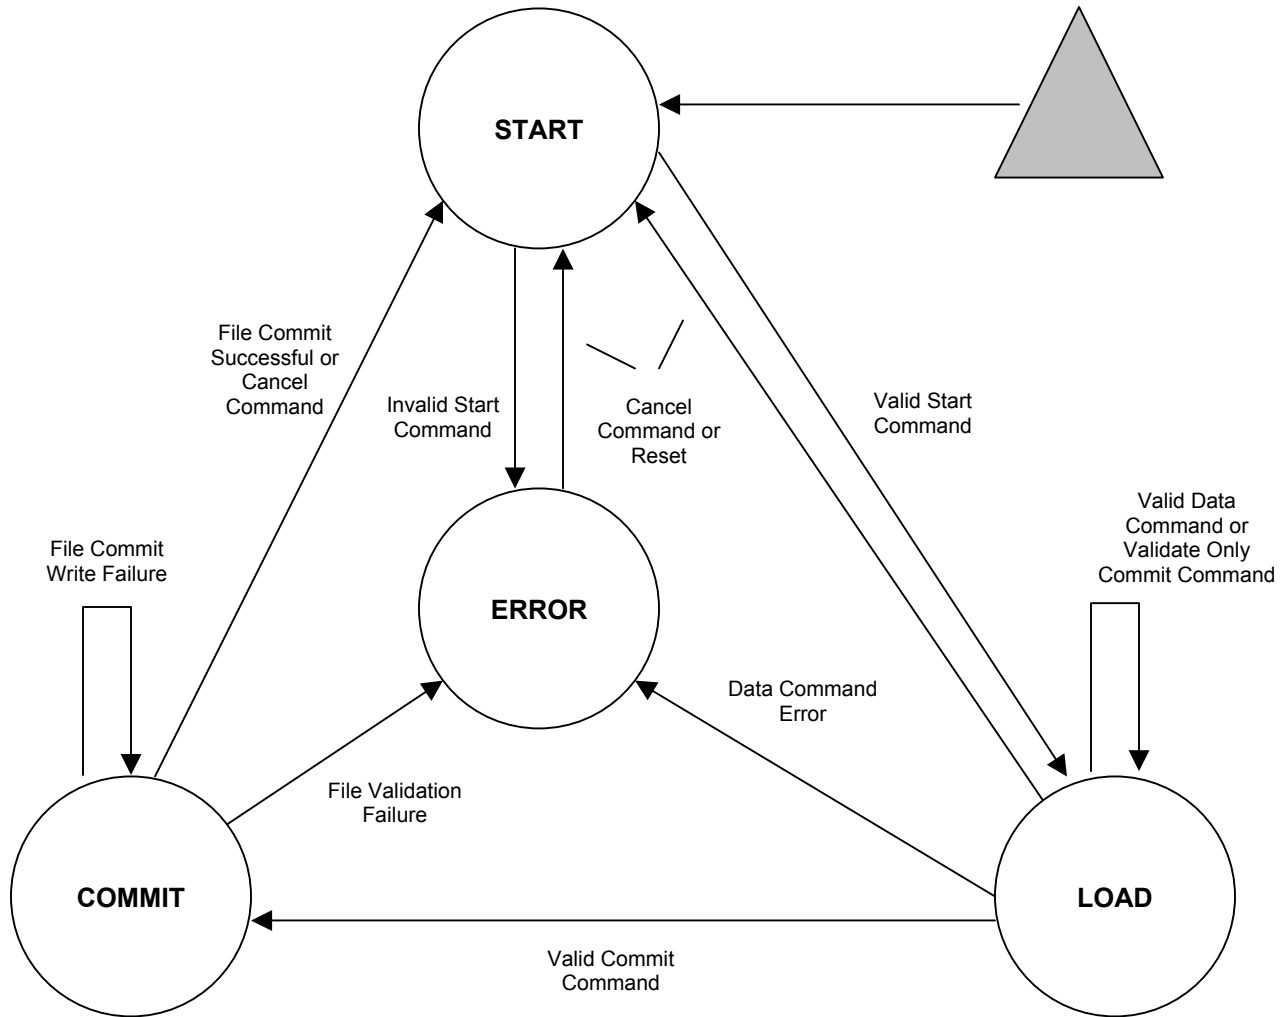 START
File Commit
Successful or
Cancel
Command
Invalid Start
Command
Cancel
Command or
Reset
Valid Start
Command
Valid Data
Command or
Validate Only
Commit Command
File Commit
Write Failure
ERROR
Data Command
Error
File Validation
Failure
COMMIT
LOAD
Valid Commit
Command